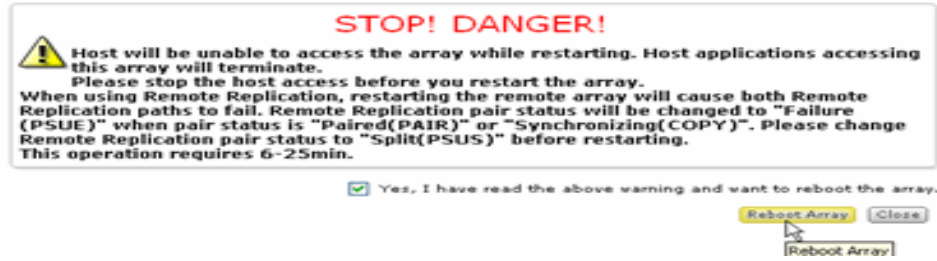 STOP! DANGER!
Host will be unable to access the array while restarting. Host applications accessing
this array will terminate.
Please stop the host access before you restart the array.
When using Remote Replication, restarting the remote array will cause both Remote
Replication paths to fail. Remote Replication pair status will be changed to "Failure
(PSUE)" when pair status is "Paired(PAIR)" or "Synchronizing(COPY)". Please change
Remote Replication pair status to "Split(PSUS)" before restarting.
This operation requires 6-25min.
Yes, I have read the above warning and want to reboot the array.
Reboot Array Close
Reboot Array